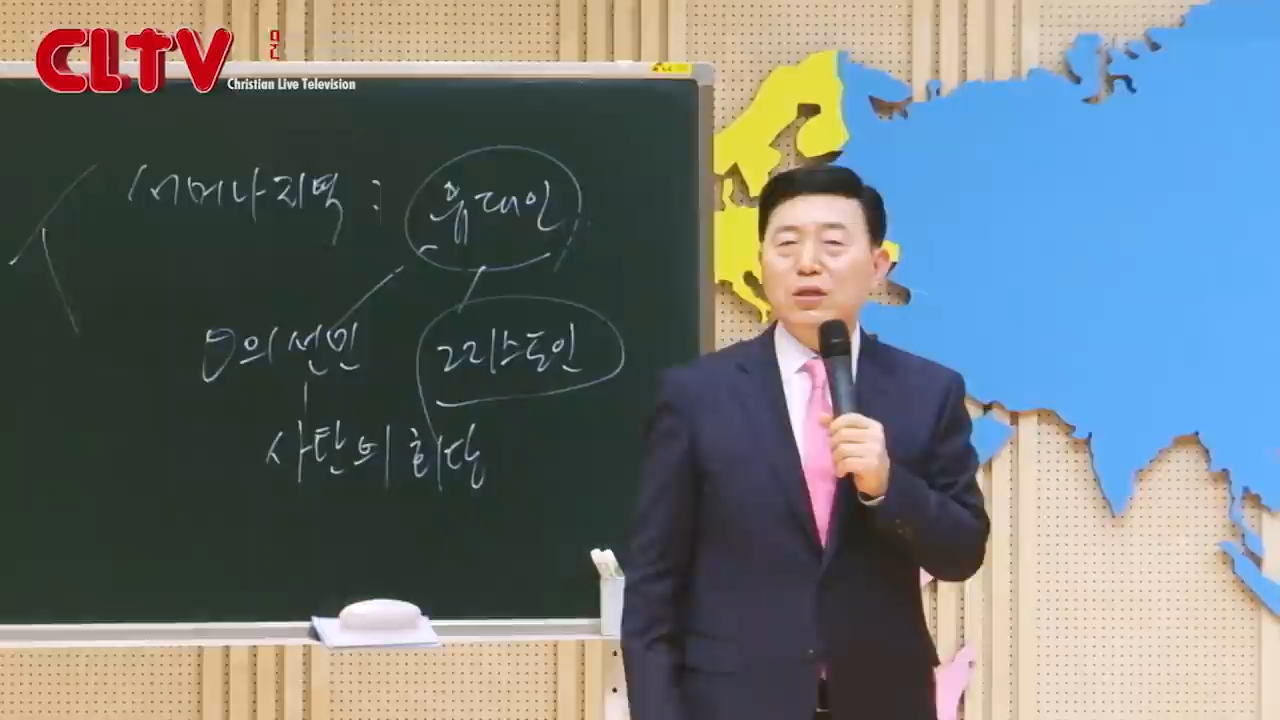 CLTV
Christian Live Television
서머나지역 : 유대인
의 선민 그리스도인
사탄의 회당